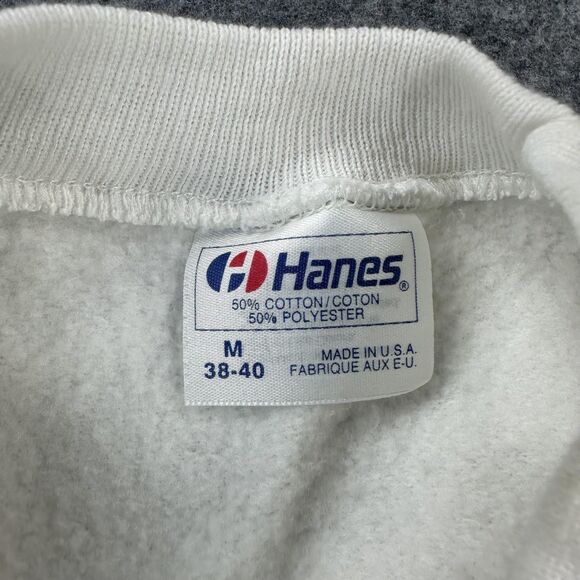 Hanes®
50% COTTON/COTON
50% POLYESTER
M
38-40
MADE IN U.S.A.
FABRIQUE AUX E-U.